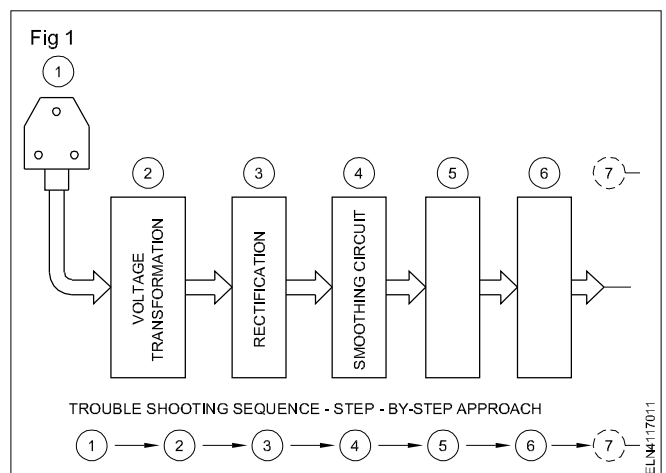 Fig 1
1
2
3
4
5
6
7
VOLTAGE
TRANSFORMATION
RECTIFICATION
SMOOTHING CIRCUIT
TROUBLE SHOOTING SEQUENCE - STEP - BY-STEP APPROACH
1 2 3 4 5 6 7
ELN4117011